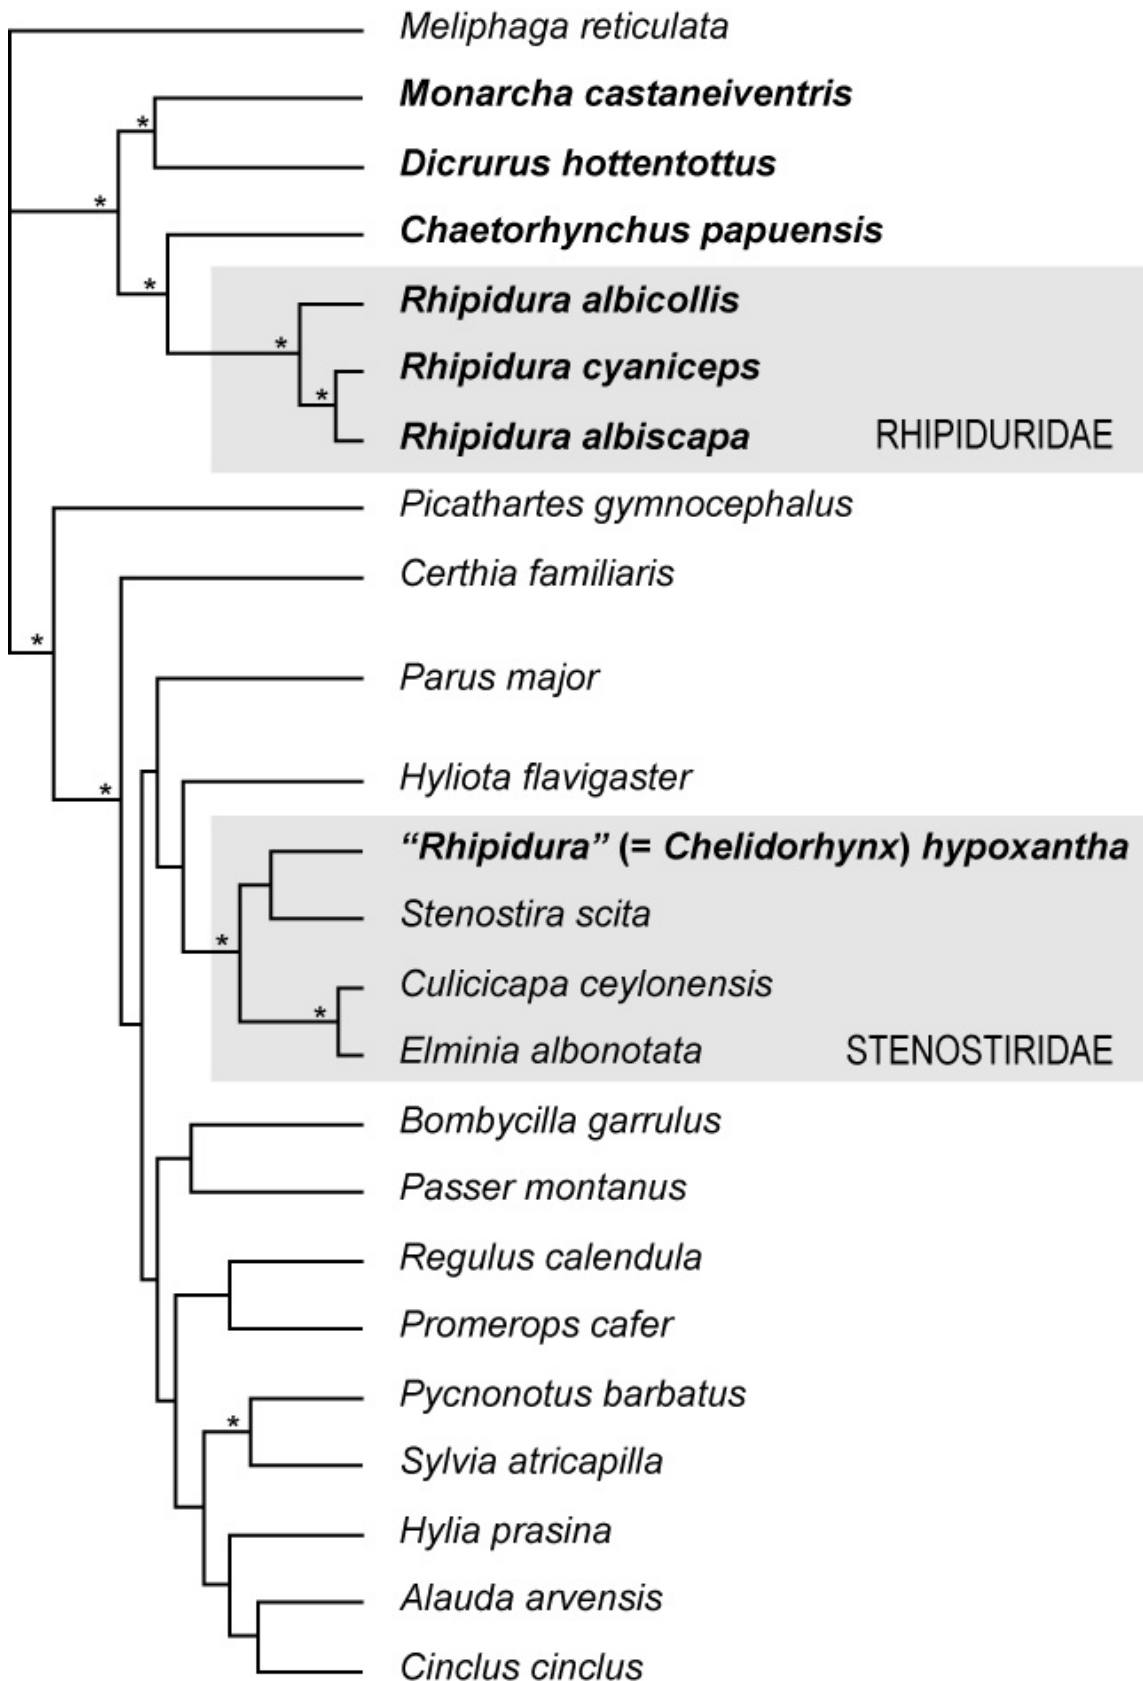 Meliphaga reticulata
*
Monarcha castaneiventris
Dicrurus hottentottus
*
Chaetorhynchus papuensis
*
Rhipidura albicollis
*
Rhipidura cyaniceps
*
Rhipidura albiscapa RHIPIDURIDAE
Picathartes gymnocephalus
Certhia familiaris
*
Parus major
Hyliota flavigaster
*
“Rhipidura” (= Chelidorhynx) hypoxantha
Stenostira scita
*
Culicicapa ceylonensis
*
Elminia albonotata STENOSTIRIDAE
Bombycilla garrulus
Passer montanus
Regulus calendula
Promerops cafer
Pycnonotus barbatus
*
Sylvia atricapilla
Hylia prasina
Alauda arvensis
Cinclus cinclus